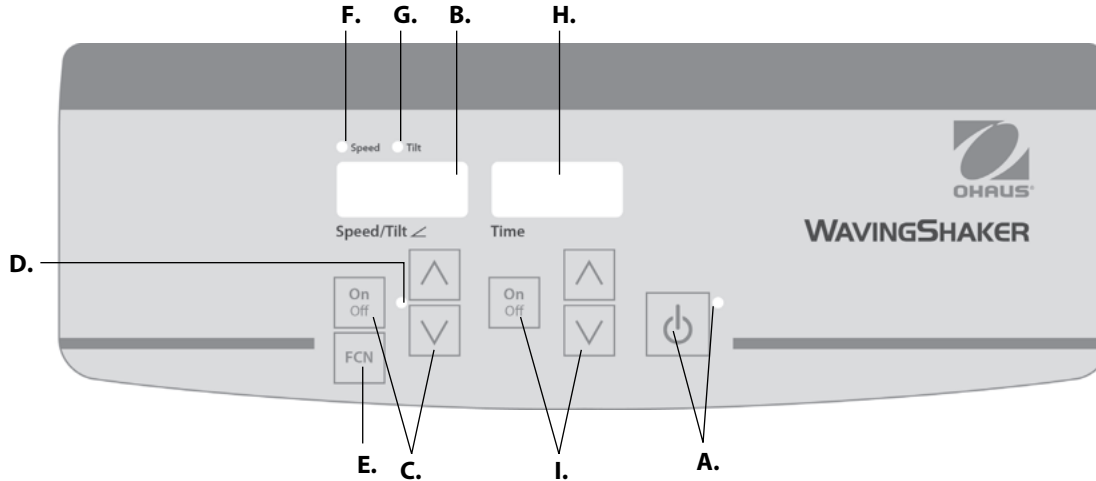 F. G. B. H.
Speed Tilt
OHAUS
Speed/Tilt Time
WAVINGSHAKER
D.
On On
Off Off
FCN
E. C. I. A.